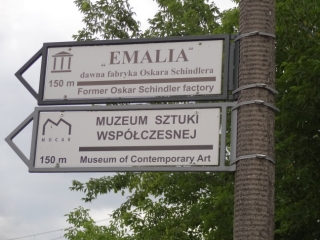 „EMALIA"
dawna fabryka Oskara Schindlera
150 m
Former Oskar Schindler factory
MUZEUM SZTUKI
WSPÓŁCZESNEJ
MOCAK
150 m
Museum of Contemporary Art